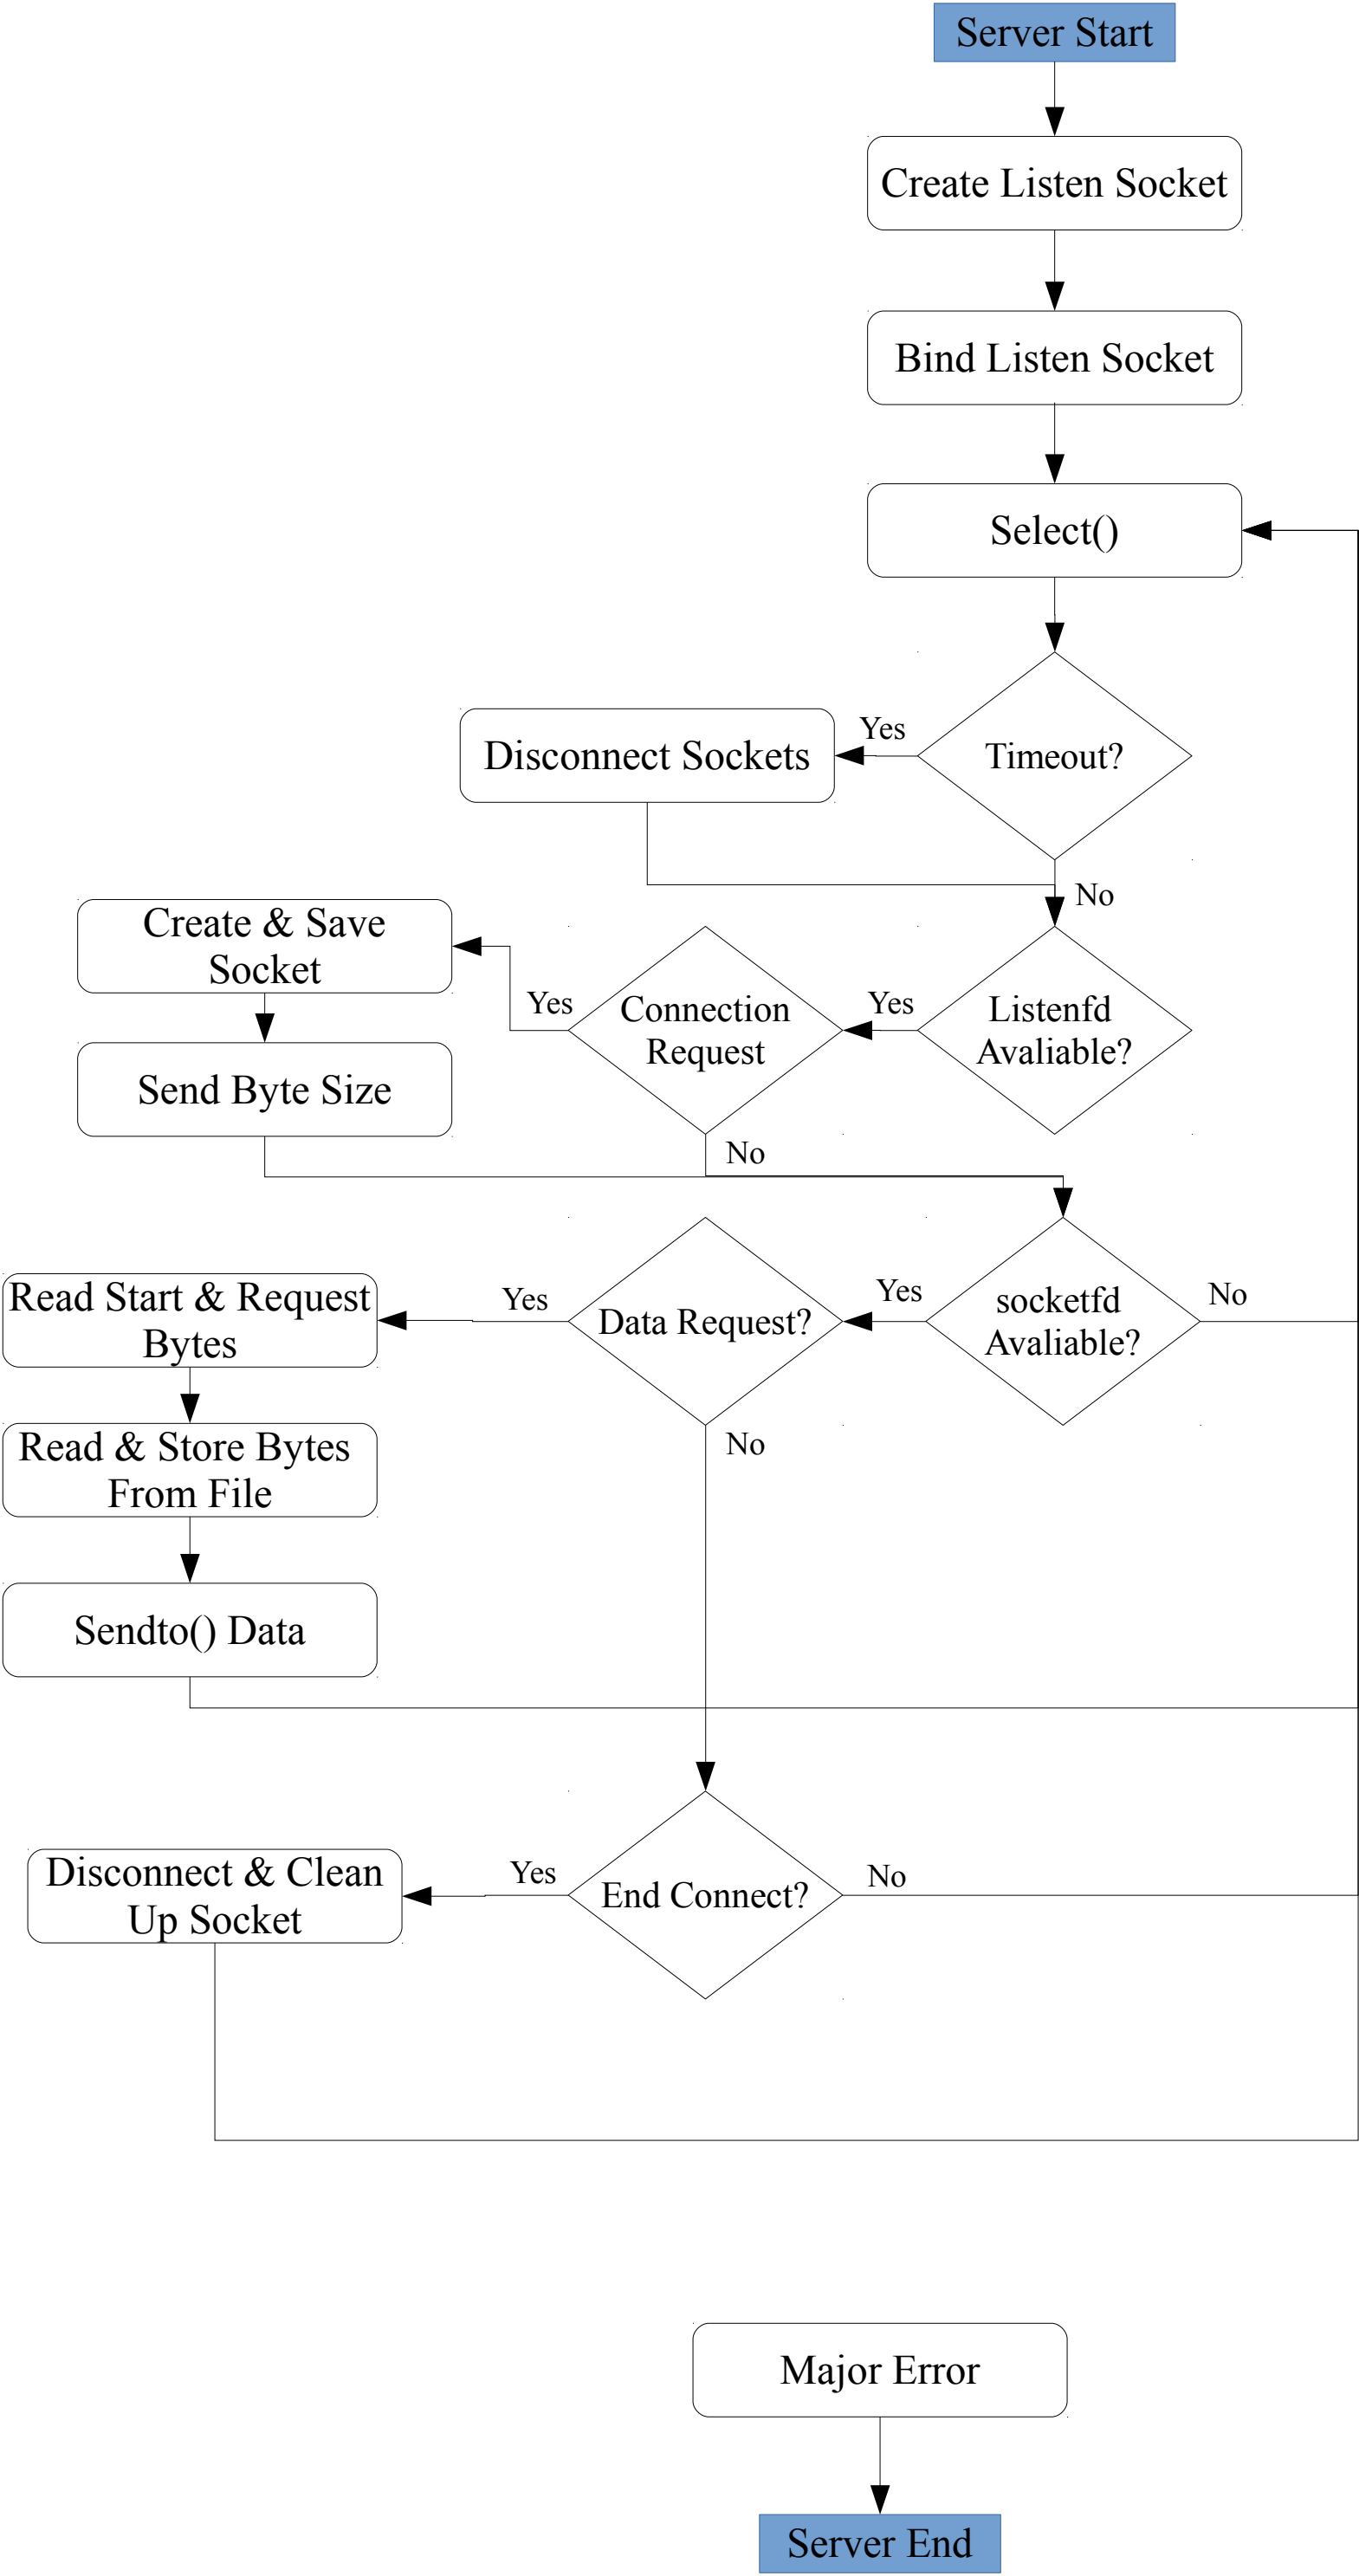 Server Start
Create Listen Socket
Bind Listen Socket
Select()
Yes
Disconnect Sockets
Timeout?
No
Create & Save
Socket
Yes
Connection
Request
Yes
Listenfd
Avaliable?
Send Byte Size
No
Read Start & Request
Bytes
Yes
Data Request?
Yes
socketfd
Avaliable?
No
No
Read & Store Bytes
From File
Sendto() Data
Disconnect & Clean
Up Socket
Yes
End Connect?
No
Major Error
Server End